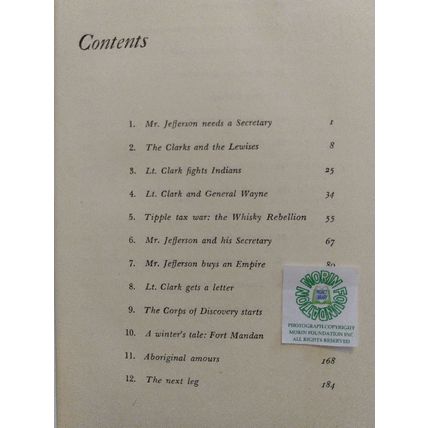 Contents
1. Mr. Jefferson needs a Secretary 1
2. The Clarks and the Lewises 8
3. Lt. Clark fights Indians 25
4. Lt. Clark and General Wayne 34
5. Tipple tax war: the Whisky Rebellion 55
6. Mr. Jefferson and his Secretary 67
7. Mr. Jefferson buys an Empire 80
8. Lt. Clark gets a letter
9. The Corps of Discovery starts
10. A winter's tale: Fort Mandan
11. Aboriginal amours 168
12. The next leg 184
MORIN FOUNDATION
PROJECT
LIBRARY
PHOTOGRAPH COPYRIGHT
MORIN FOUNDATION INC
ALL RIGHTS RESERVED